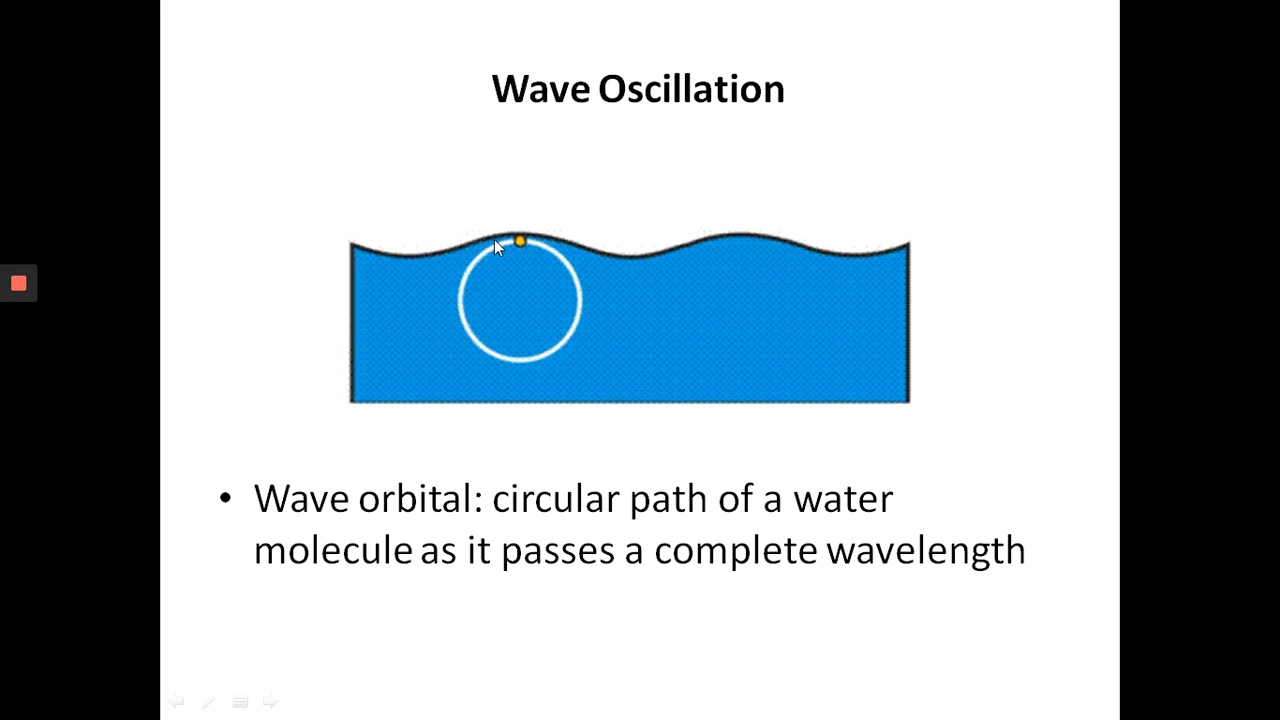 Wave Oscillation
• Wave orbital: circular path of a water
molecule as it passes a complete wavelength